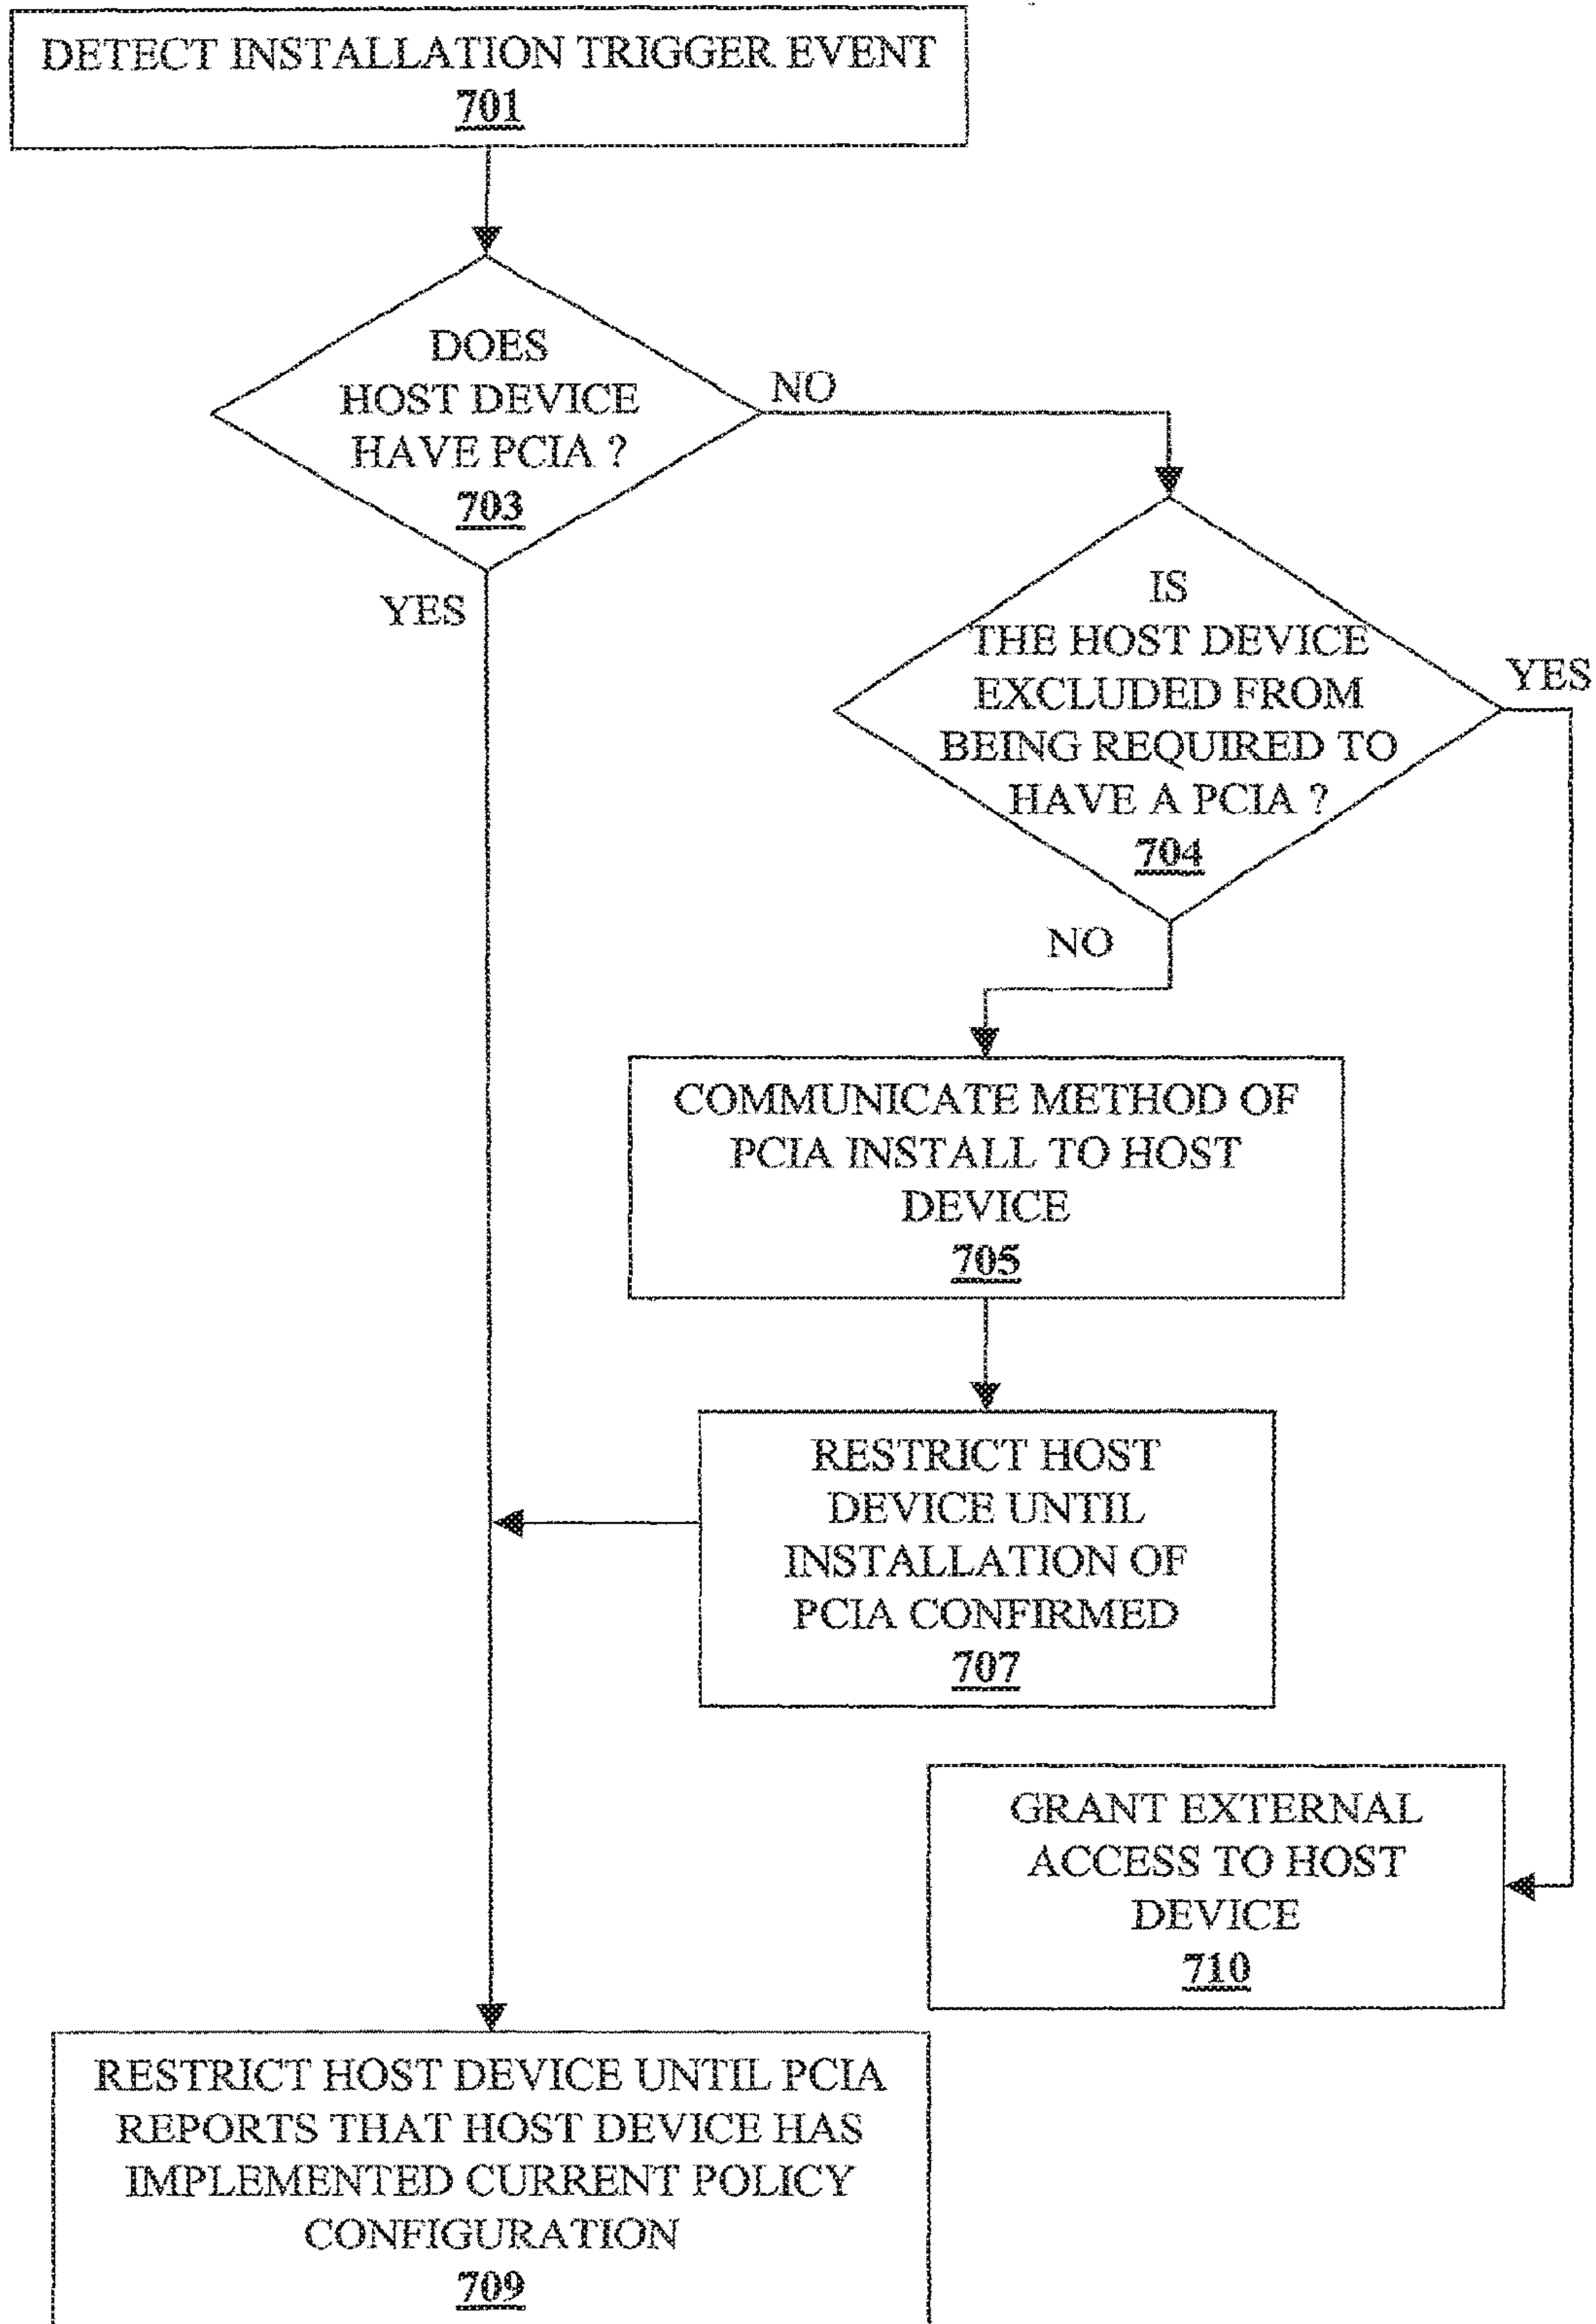 DETECT INSTALLATION TRIGGER EVENT
701
DOES
HOST DEVICE
HAVE PCIA ?
703
NO
YES
IS
THE HOST DEVICE
EXCLUDED FROM
BEING REQUIRED TO
HAVE A PCIA ?
704
YES
NO
COMMUNICATE METHOD OF
PCIA INSTALL TO HOST
DEVICE
705
RESTRICT HOST
DEVICE UNTIL
INSTALLATION OF
PCIA CONFIRMED
707
GRANT EXTERNAL
ACCESS TO HOST
DEVICE
710
RESTRICT HOST DEVICE UNTIL PCIA
REPORTS THAT HOST DEVICE HAS
IMPLEMENTED CURRENT POLICY
CONFIGURATION
709